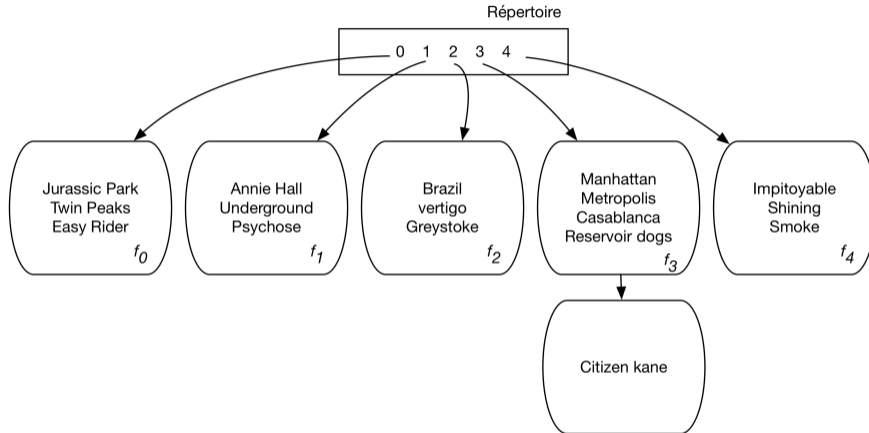 Répertoire
0 1 2 3 4
Jurassic Park
Twin Peaks
Easy Rider
f0
Annie Hall
Underground
Psychose
f1
Brazil
vertigo
Greystoke
f2
Manhattan
Metropolis
Casablanca
Reservoir dogs
f3
Impitoyable
Shining
Smoke
f4
Citizen kane